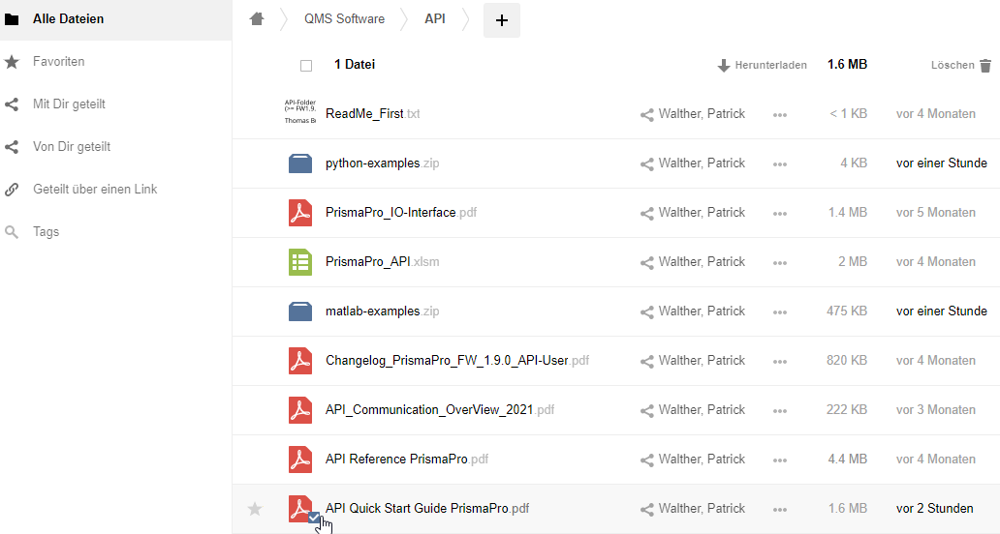 Alle Dateien
Favoriten
Mit Dir geteilt
Von Dir geteilt
Geteilt über einen Link
Tags
QMS Software API +
1 Datei Herunterladen 1.6 MB Löschen
API-Folder
(>= FW1.9.
Thomas B
ReadMe_First.txt Walther, Patrick ••• < 1 KB vor 4 Monaten
python-examples.zip Walther, Patrick ••• 4 KB vor einer Stunde
PrismaPro_IO-Interface.pdf Walther, Patrick ••• 1.4 MB vor 5 Monaten
PrismaPro_API.xlsm Walther, Patrick ••• 2 MB vor 4 Monaten
matlab-examples.zip Walther, Patrick ••• 475 KB vor einer Stunde
Changelog_PrismaPro_FW_1.9.0_API-User.pdf Walther, Patrick ••• 820 KB vor 4 Monaten
API_Communication_OverView_2021.pdf Walther, Patrick ••• 222 KB vor 3 Monaten
API Reference PrismaPro.pdf Walther, Patrick ••• 4.4 MB vor 4 Monaten
API Quick Start Guide PrismaPro.pdf Walther, Patrick ••• 1.6 MB vor 2 Stunden